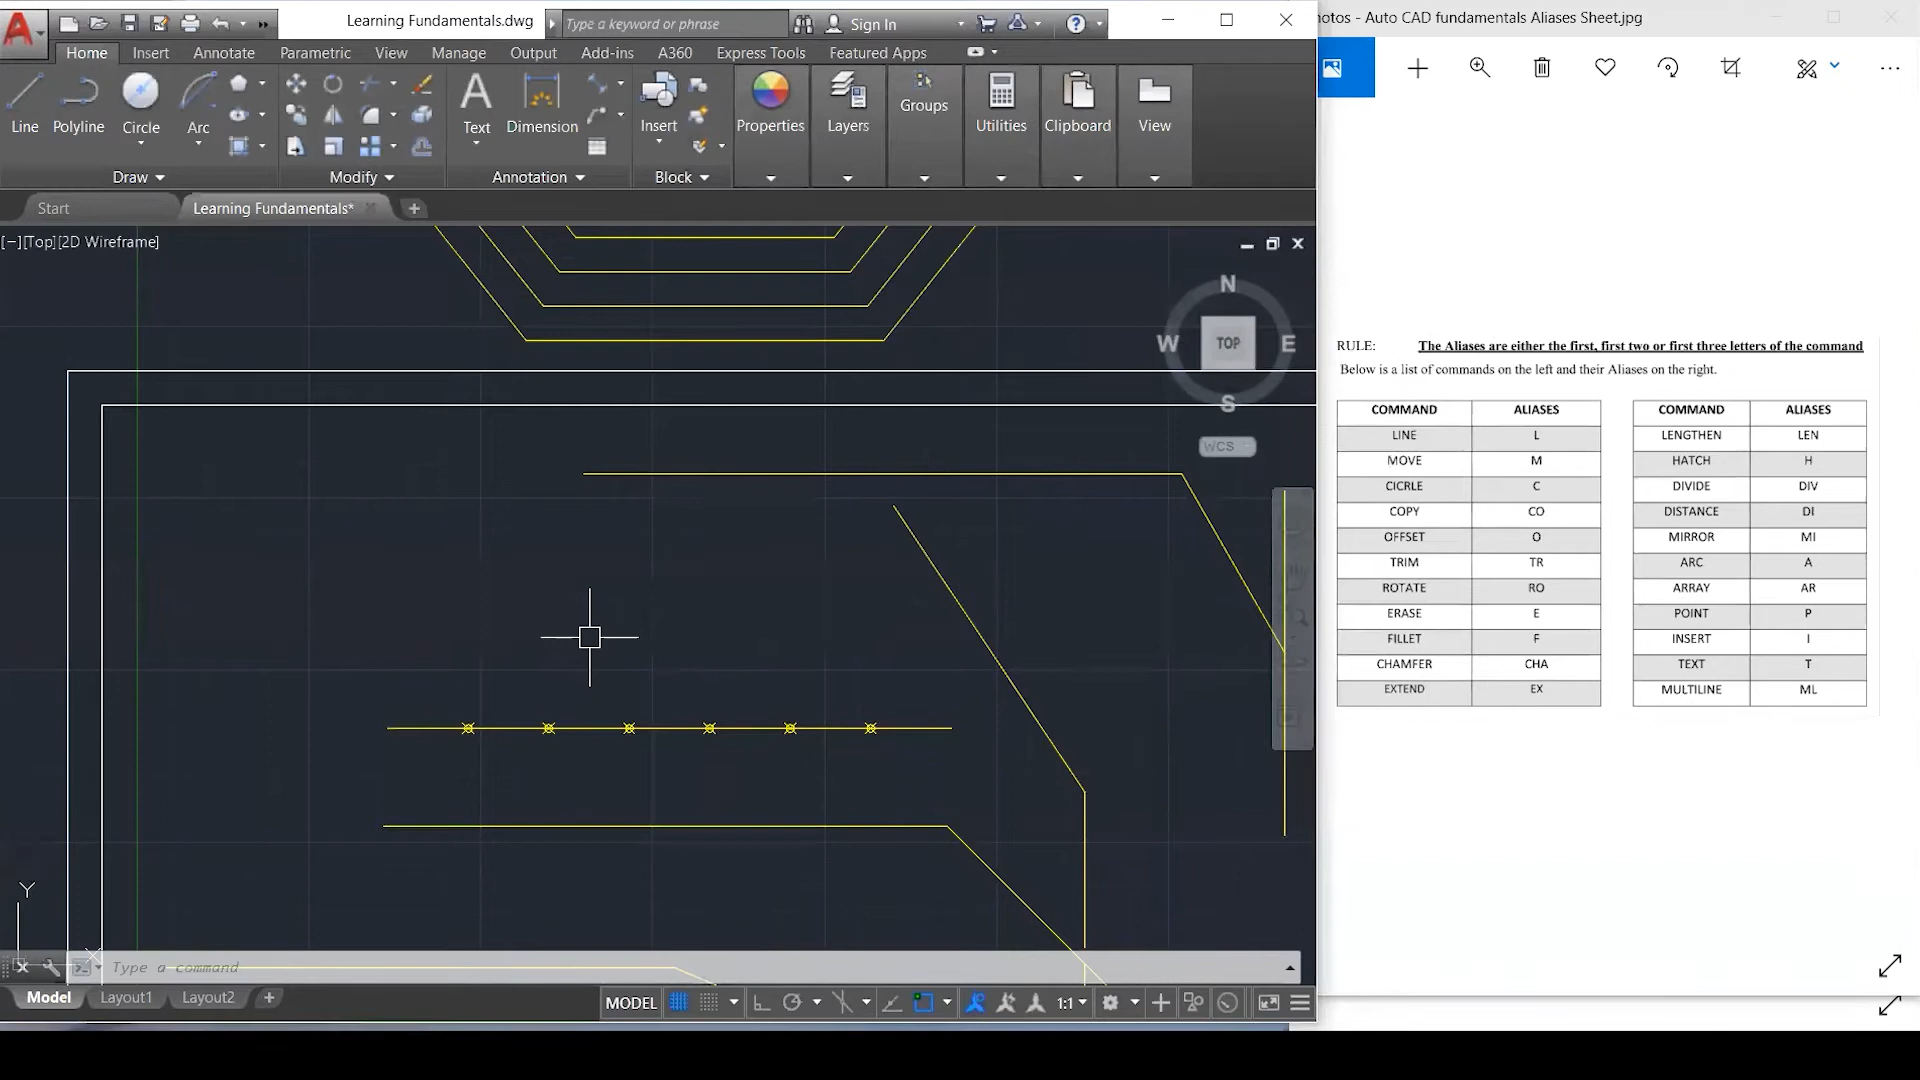 Learning Fundamentals.dwg
Type a keyword or phrase
Sign In
Home Insert Annotate Parametric View Manage Output Add-ins A360 Express Tools Featured Apps
Line Polyline Circle Arc
Text Dimension
Insert
Properties Layers Groups Utilities Clipboard View
Draw Modify Annotation Block
Start Learning Fundamentals*
[−][Top][2D Wireframe]
N
W TOP E
S
WCS
Y
X
Type a command
Model Layout1 Layout2
MODEL 1:1
hotos - Auto CAD fundamentals Aliases Sheet.jpg
RULE: The Aliases are either the first, first two or first three letters of the command
Below is a list of commands on the left and their Aliases on the right.
COMMAND ALIASES COMMAND ALIASES
LINE L LENGTHEN LEN
MOVE M HATCH H
CICRLE C DIVIDE DIV
COPY CO DISTANCE DI
OFFSET O MIRROR MI
TRIM TR ARC A
ROTATE RO ARRAY AR
ERASE E POINT P
FILLET F INSERT I
CHAMFER CHA TEXT T
EXTEND EX MULTILINE ML